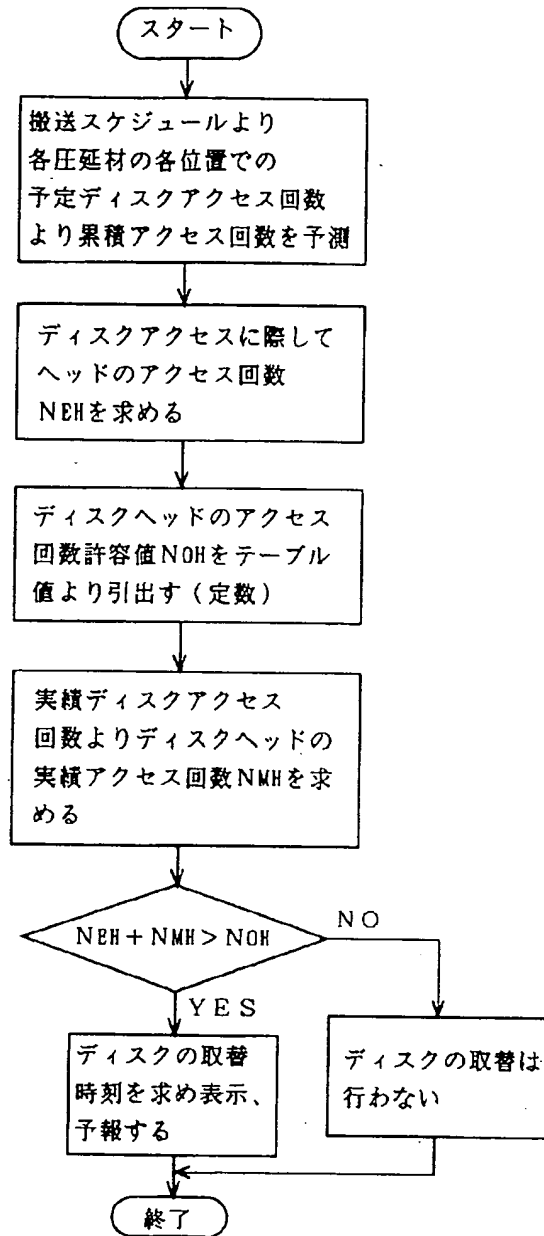 スタート
搬送スケジュールより
各圧延材の各位置での
予定ディスクアクセス回数
より累積アクセス回数を予測
ディスクアクセスに際して
ヘッドのアクセス回数
NEHを求める
ディスクヘッドのアクセス
回数許容値NOHをテーブル
値より引出す(定数)
実績ディスクアクセス
回数よりディスクヘッドの
実績アクセス回数NMHを求
める
NEH+NMH>NOH
NO
YES
ディスクの取替
時刻を求め表示、
予報する
ディスクの取替は
行わない
終了